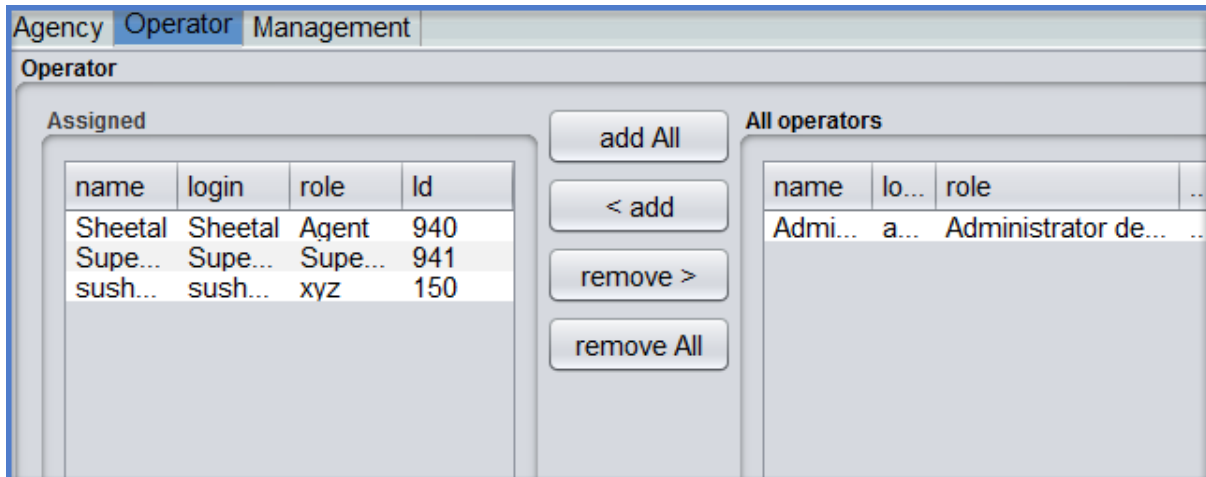 Agency Operator Management
Operator
Assigned
name login role Id
Sheetal Sheetal Agent 940
Supe... Supe... Supe... 941
sush... sush... xyz 150
add All
< add
remove >
remove All
All operators
name lo... role ...
Admi... a... Administrator de... ...